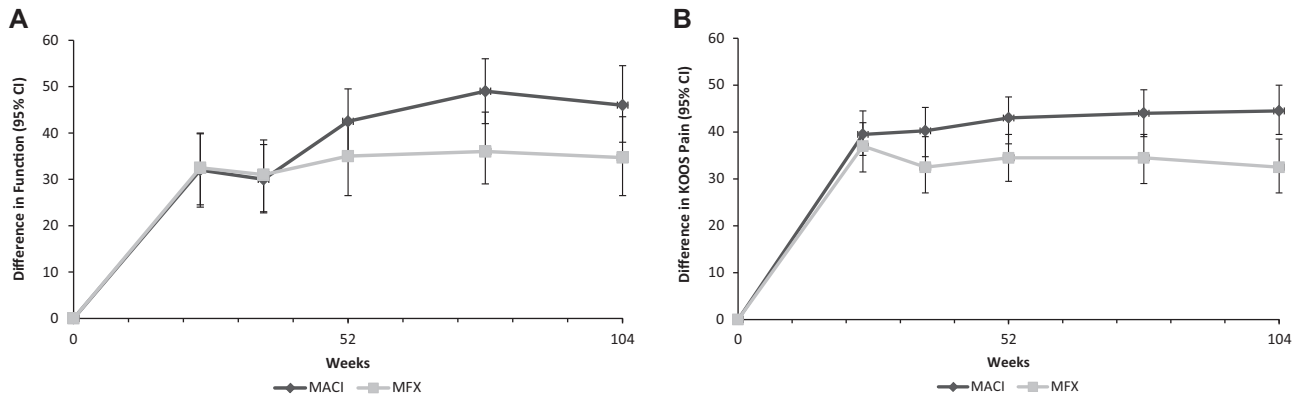 A
Difference in Function (95% CI)
60
50
40
30
20
10
0
0 52 104
Weeks
MACI MFX
B
Difference in KOOS Pain (95% CI)
60
50
40
30
20
10
0
0 52 104
Weeks
MACI MFX